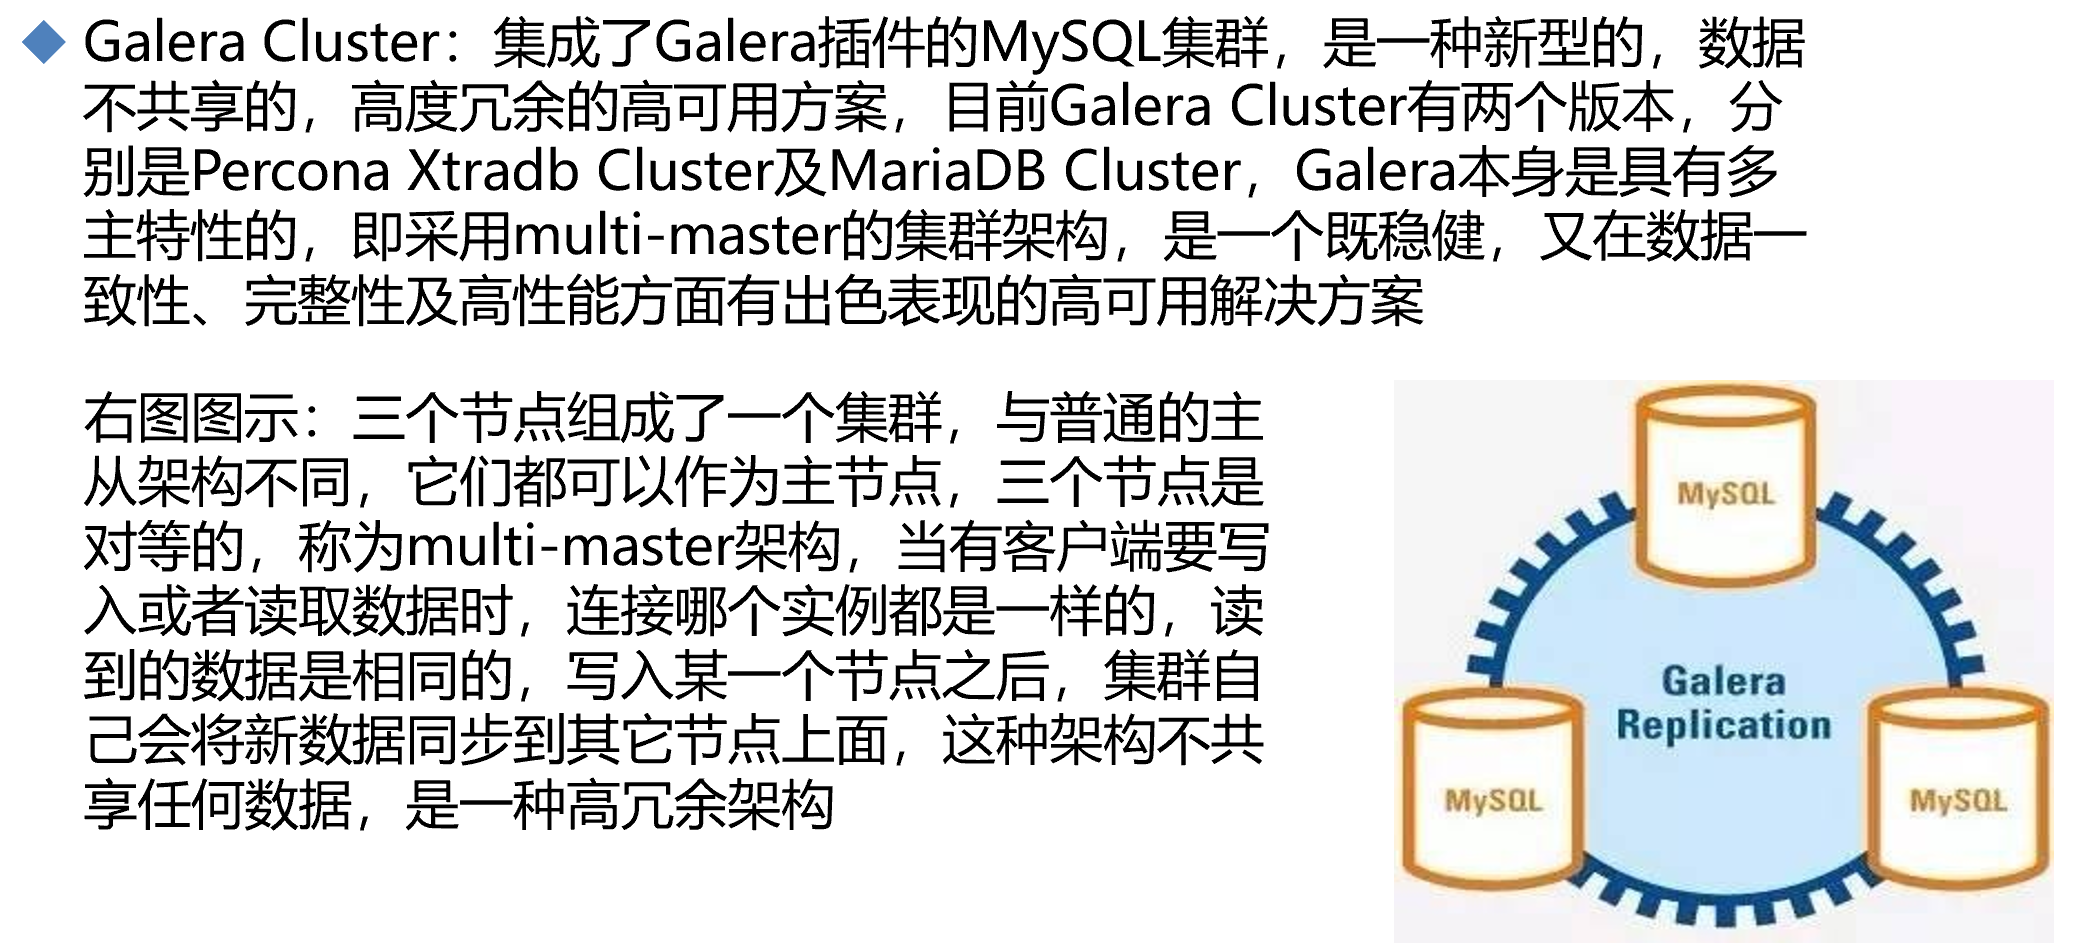 Galera Cluster：集成了Galera插件的MySQL集群，是一种新型的，数据
不共享的，高度冗余的高可用方案，目前Galera Cluster有两个版本，分
别是Percona Xtradb Cluster及MariaDB Cluster，Galera本身是具有多
主特性的，即采用multi-master的集群架构，是一个既稳健，又在数据一
致性、完整性及高性能方面有出色表现的高可用解决方案
右图图示：三个节点组成了一个集群，与普通的主
从架构不同，它们都可以作为主节点，三个节点是
对等的，称为multi-master架构，当有客户端要写
入或者读取数据时，连接哪个实例都是一样的，读
到的数据是相同的，写入某一个节点之后，集群自
己会将新数据同步到其它节点上面，这种架构不共
享任何数据，是一种高冗余架构
MySQL
Galera
Replication
MySQL
MySQL